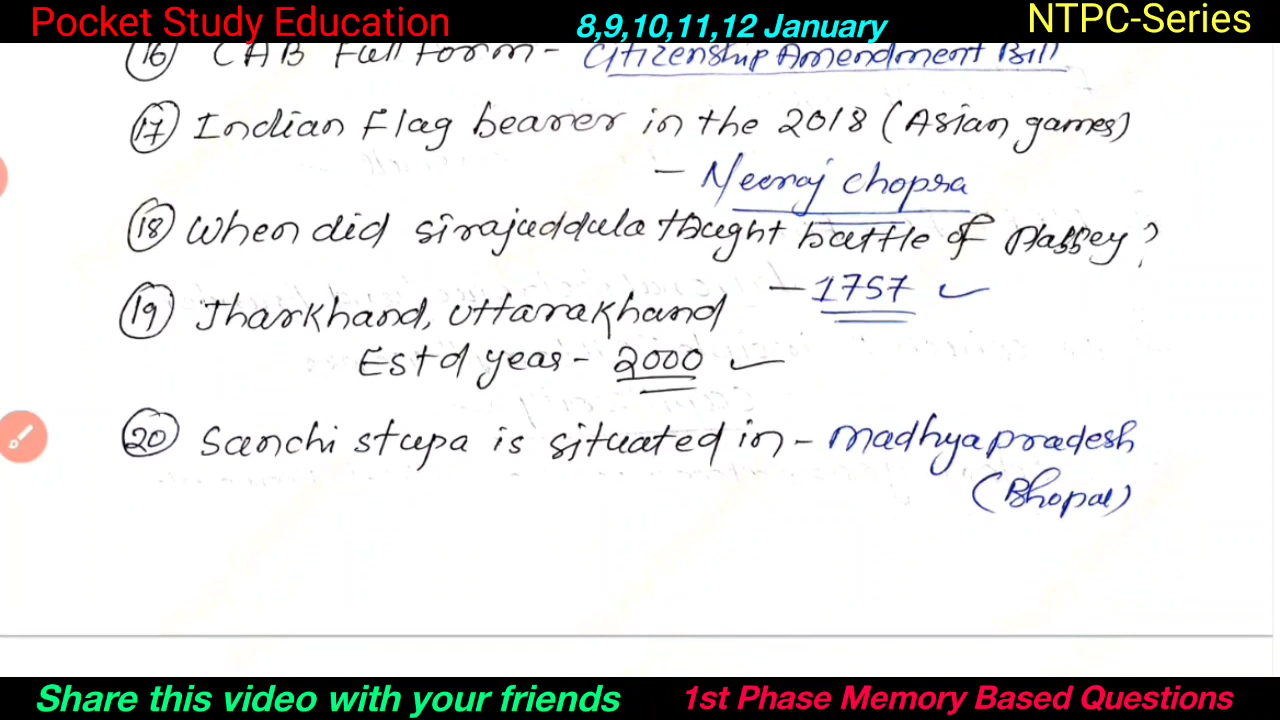 Pocket Study Education
8,9,10,11,12 January
NTPC-Series
16 CAB Full form - Citizenship Amendment Bill
17 Indian Flag bearer in the 2018 (Asian games)
- Neeraj chopra
18 When did sirajuddula fought battle of Plassey?
- 1757
19 Jharkhand, uttarakhand
Estd year - 2000
20 Sanchi stupa is situated in - Madhya pradesh
(Bhopal)
Share this video with your friends
1st Phase Memory Based Questions